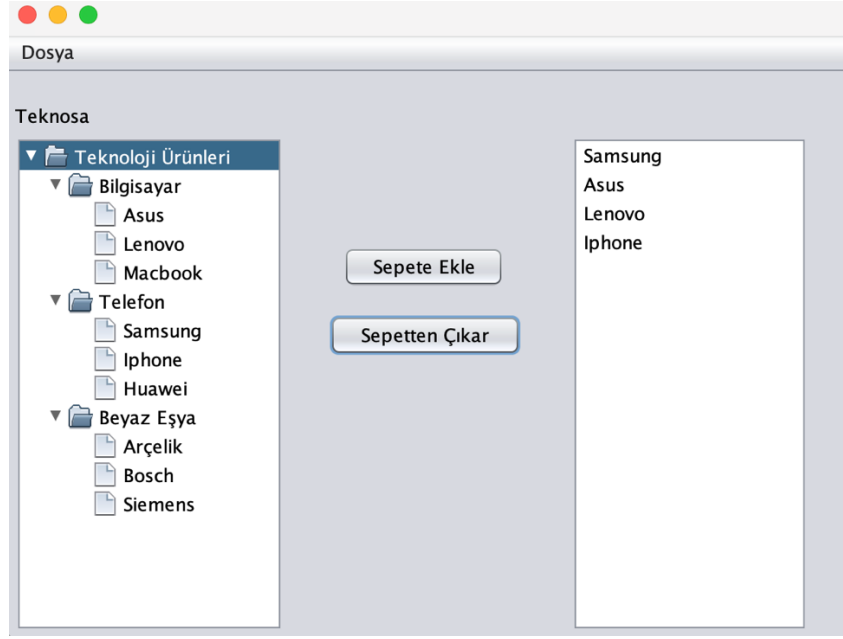 Dosya
Teknosa
Teknoloji Ürünleri
Bilgisayar
Asus
Lenovo
Macbook
Telefon
Samsung
Iphone
Huawei
Beyaz Eşya
Arçelik
Bosch
Siemens
Sepete Ekle
Sepetten Çıkar
Samsung
Asus
Lenovo
Iphone